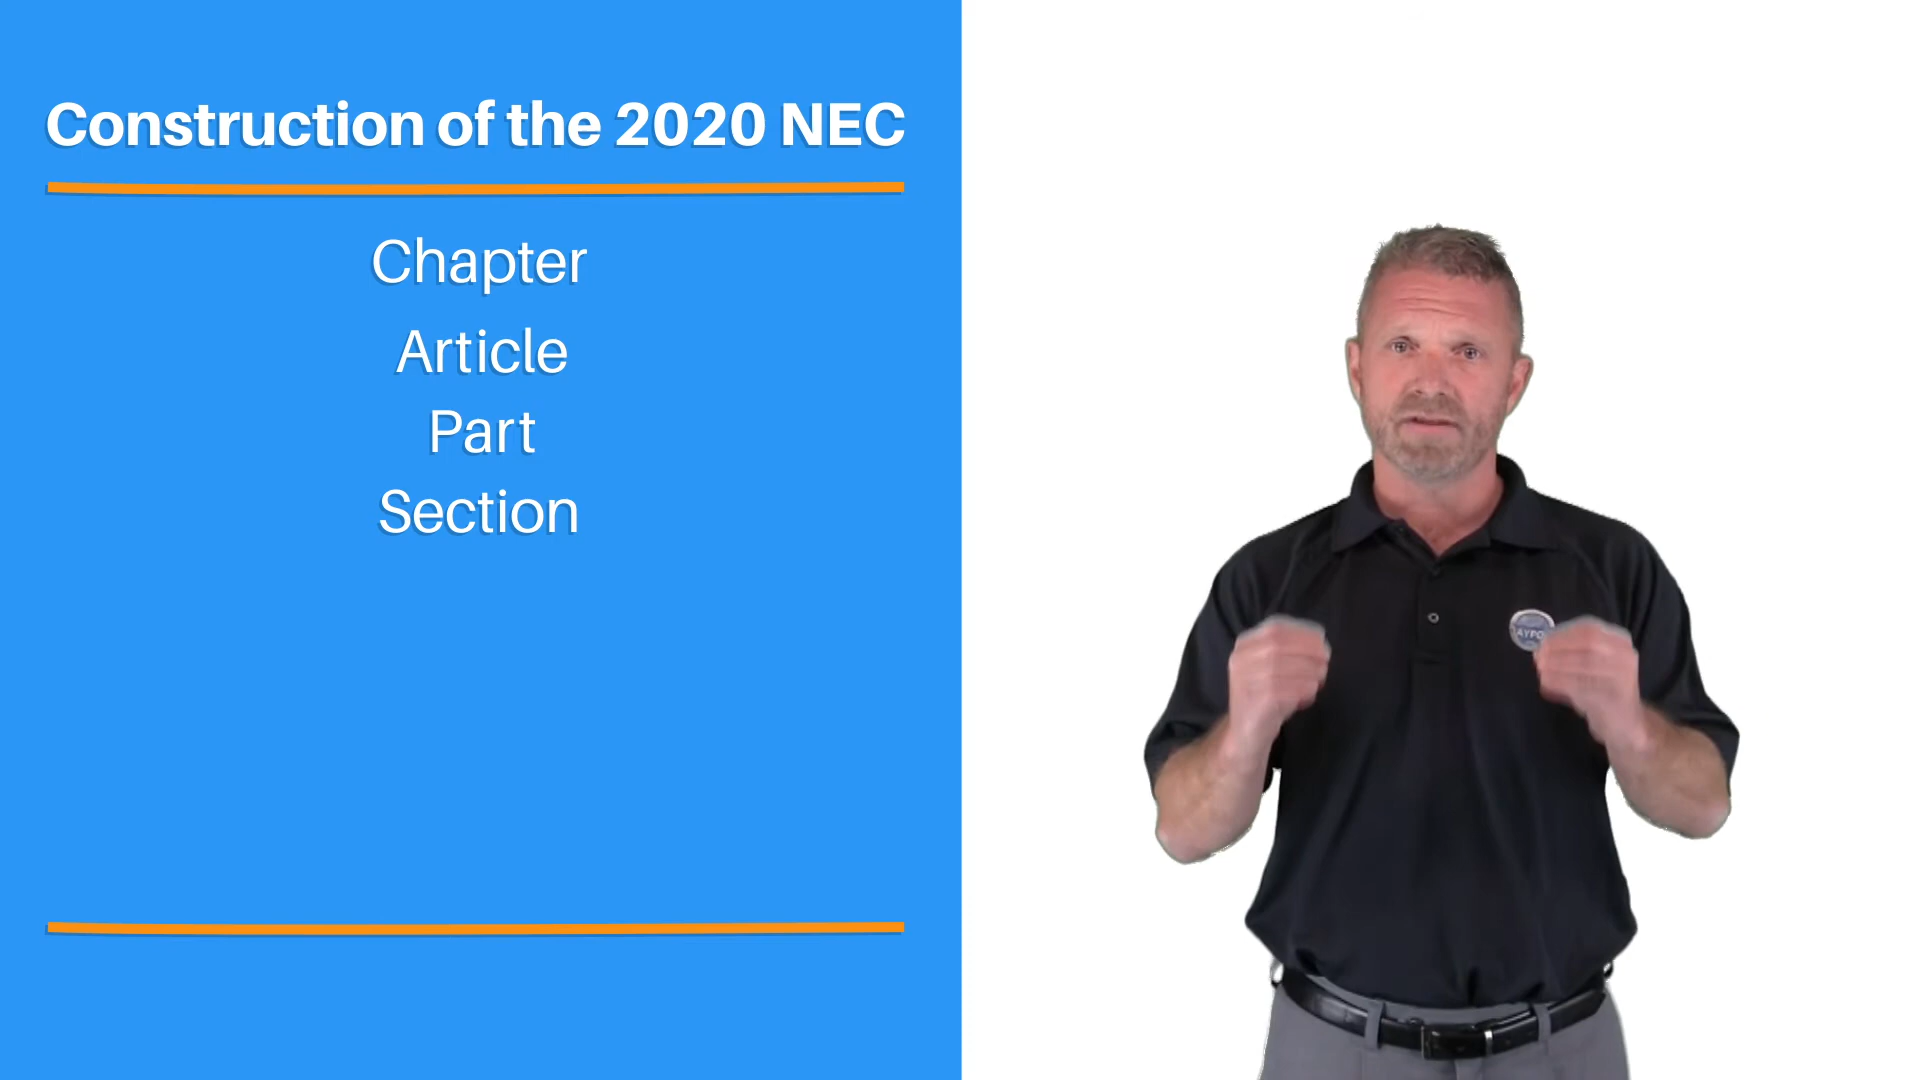 Construction of the 2020 NEC
Chapter
Article
Part
Section